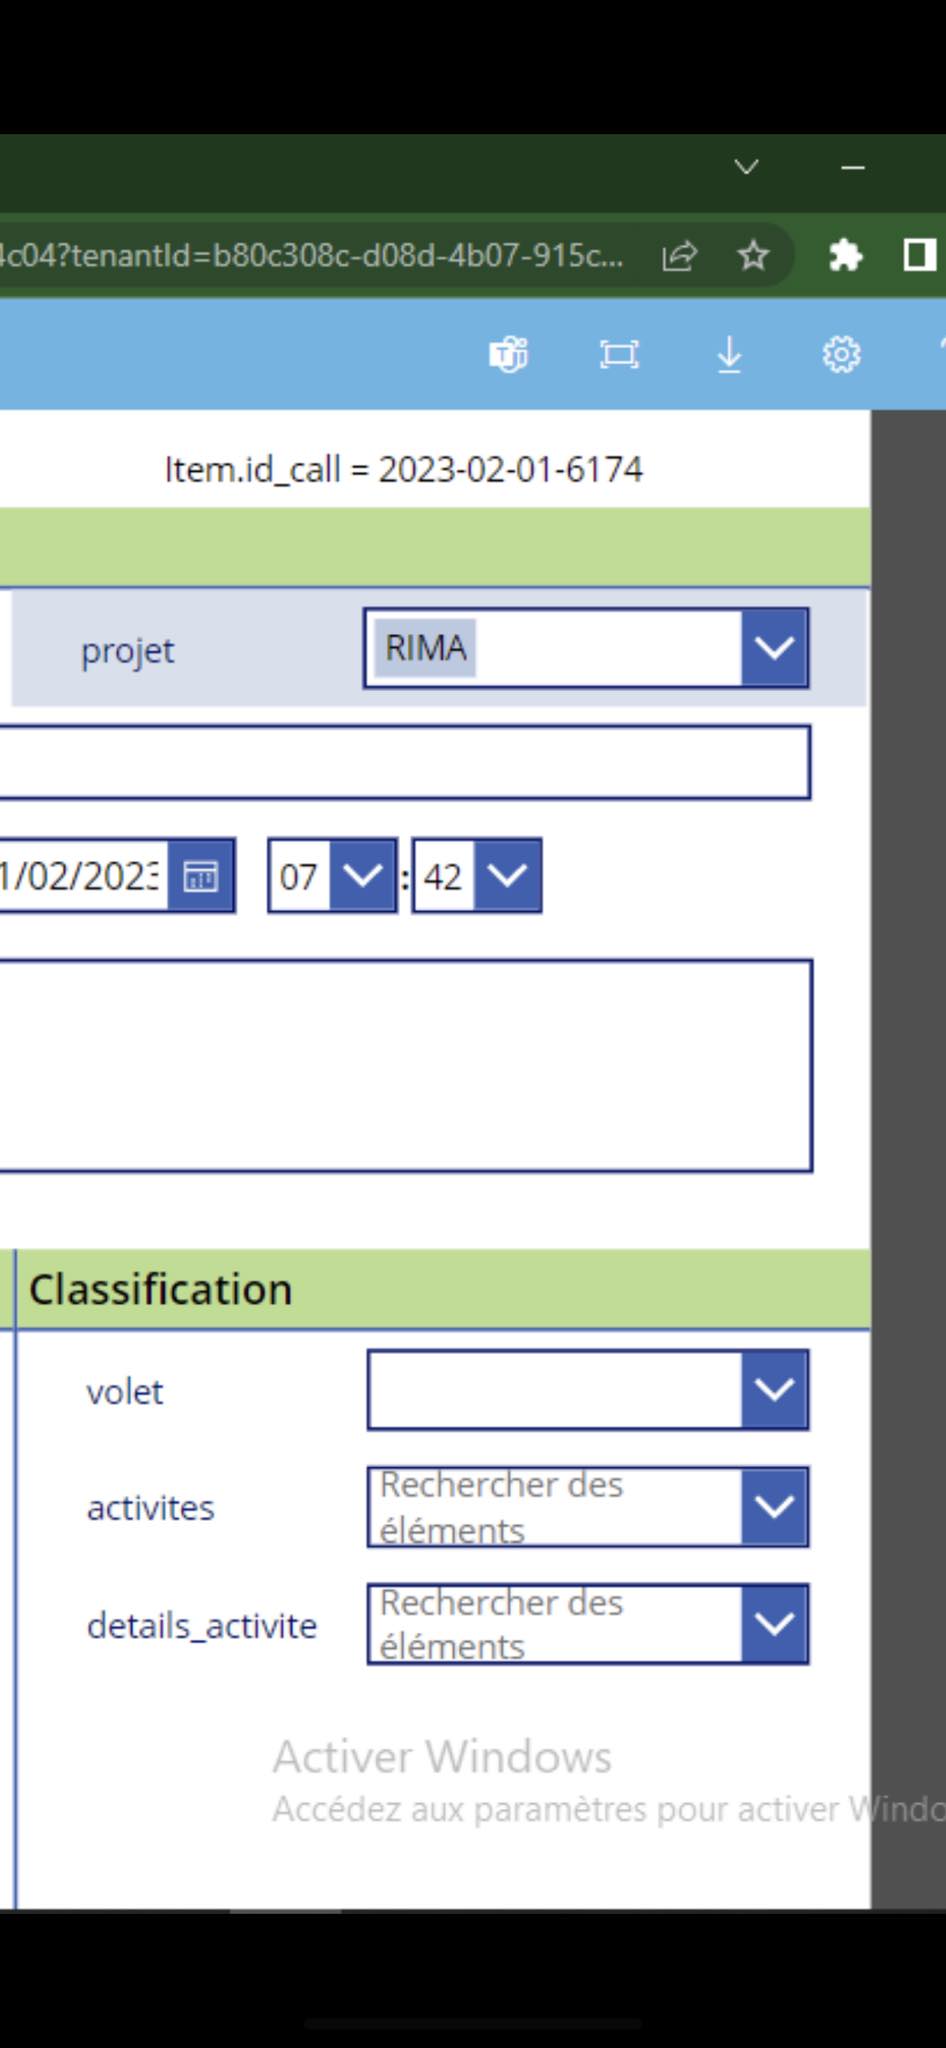 4c04?tenantId=b80c308c-d08d-4b07-915c...
Item.id_call = 2023-02-01-6174
projet
RIMA
1/02/2023
07 : 42
Classification
volet
activites
Rechercher des
éléments
details_activite
Rechercher des
éléments
Activer Windows
Accédez aux paramètres pour activer Windo